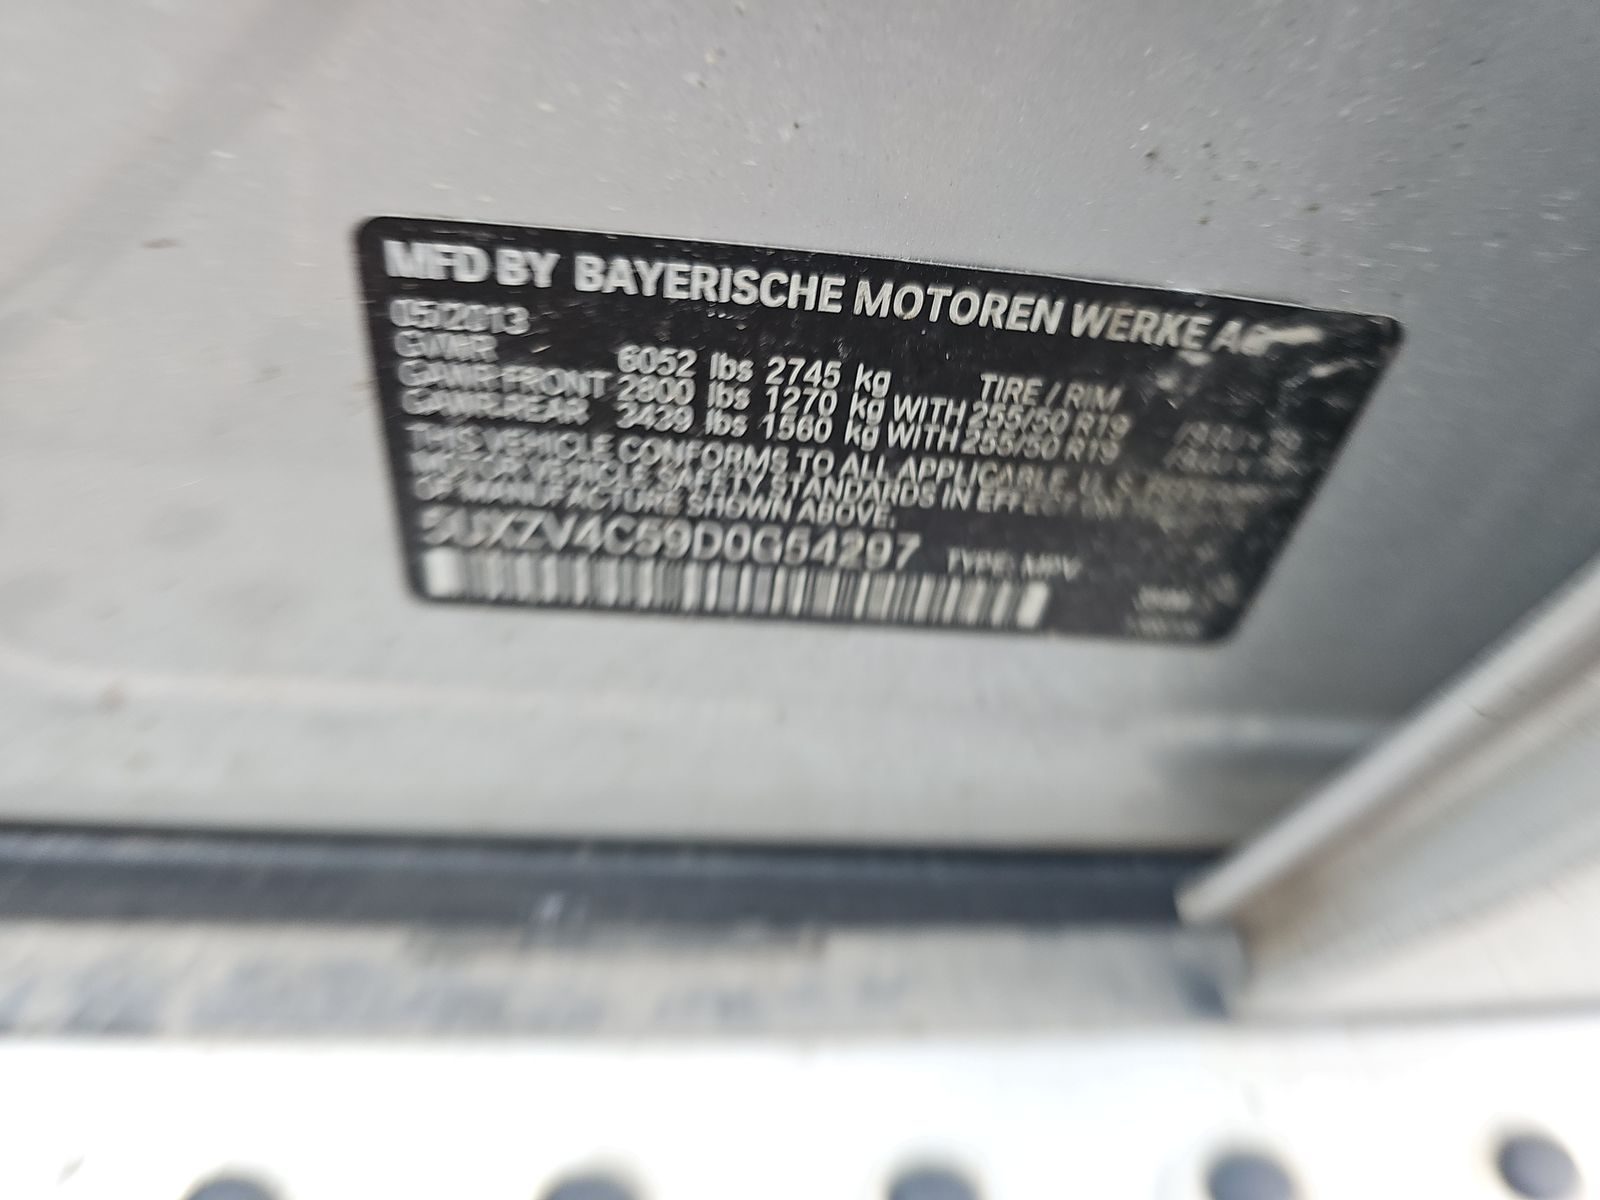 MFD BY BAYERISCHE MOTOREN WERKE AG
05/2013
GVWR 6052 lbs 2745 kg TIRE / RIM
GAWR FRONT 2800 lbs 1270 kg WITH 255/50 R19
GAWR REAR 3439 lbs 1560 kg WITH 255/50 R19
THIS VEHICLE CONFORMS TO ALL APPLICABLE U.S. FEDERAL
MOTOR VEHICLE SAFETY STANDARDS IN EFFECT ON
OF MANUFACTURE SHOWN ABOVE.
5UXZV4C59D0G54297 TYPE: MPV